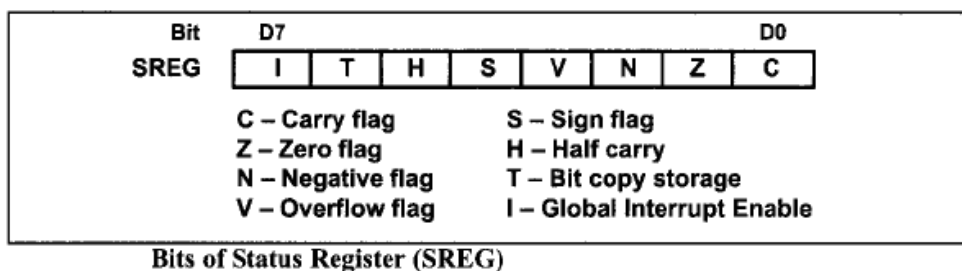 Bit D7 D0
SREG I T H S V N Z C
C – Carry flag S – Sign flag
Z – Zero flag H – Half carry
N – Negative flag T – Bit copy storage
V – Overflow flag I – Global Interrupt Enable
Bits of Status Register (SREG)